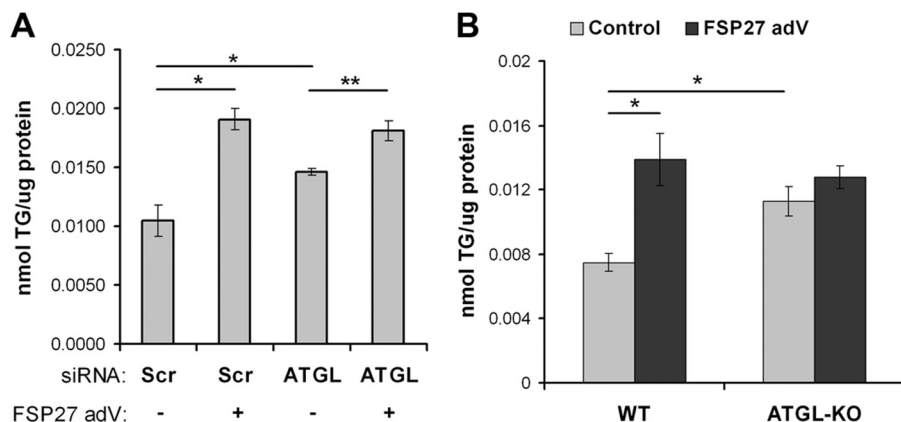 A
nmol TG/ug protein
0.0250
0.0200
0.0150
0.0100
0.0050
0.0000
*
*
**
siRNA: Scr Scr ATGL ATGL
FSP27 adV: - + - +
B
Control FSP27 adV
nmol TG/ug protein
0.02
0.016
0.012
0.008
0.004
0
*
*
WT ATGL-KO